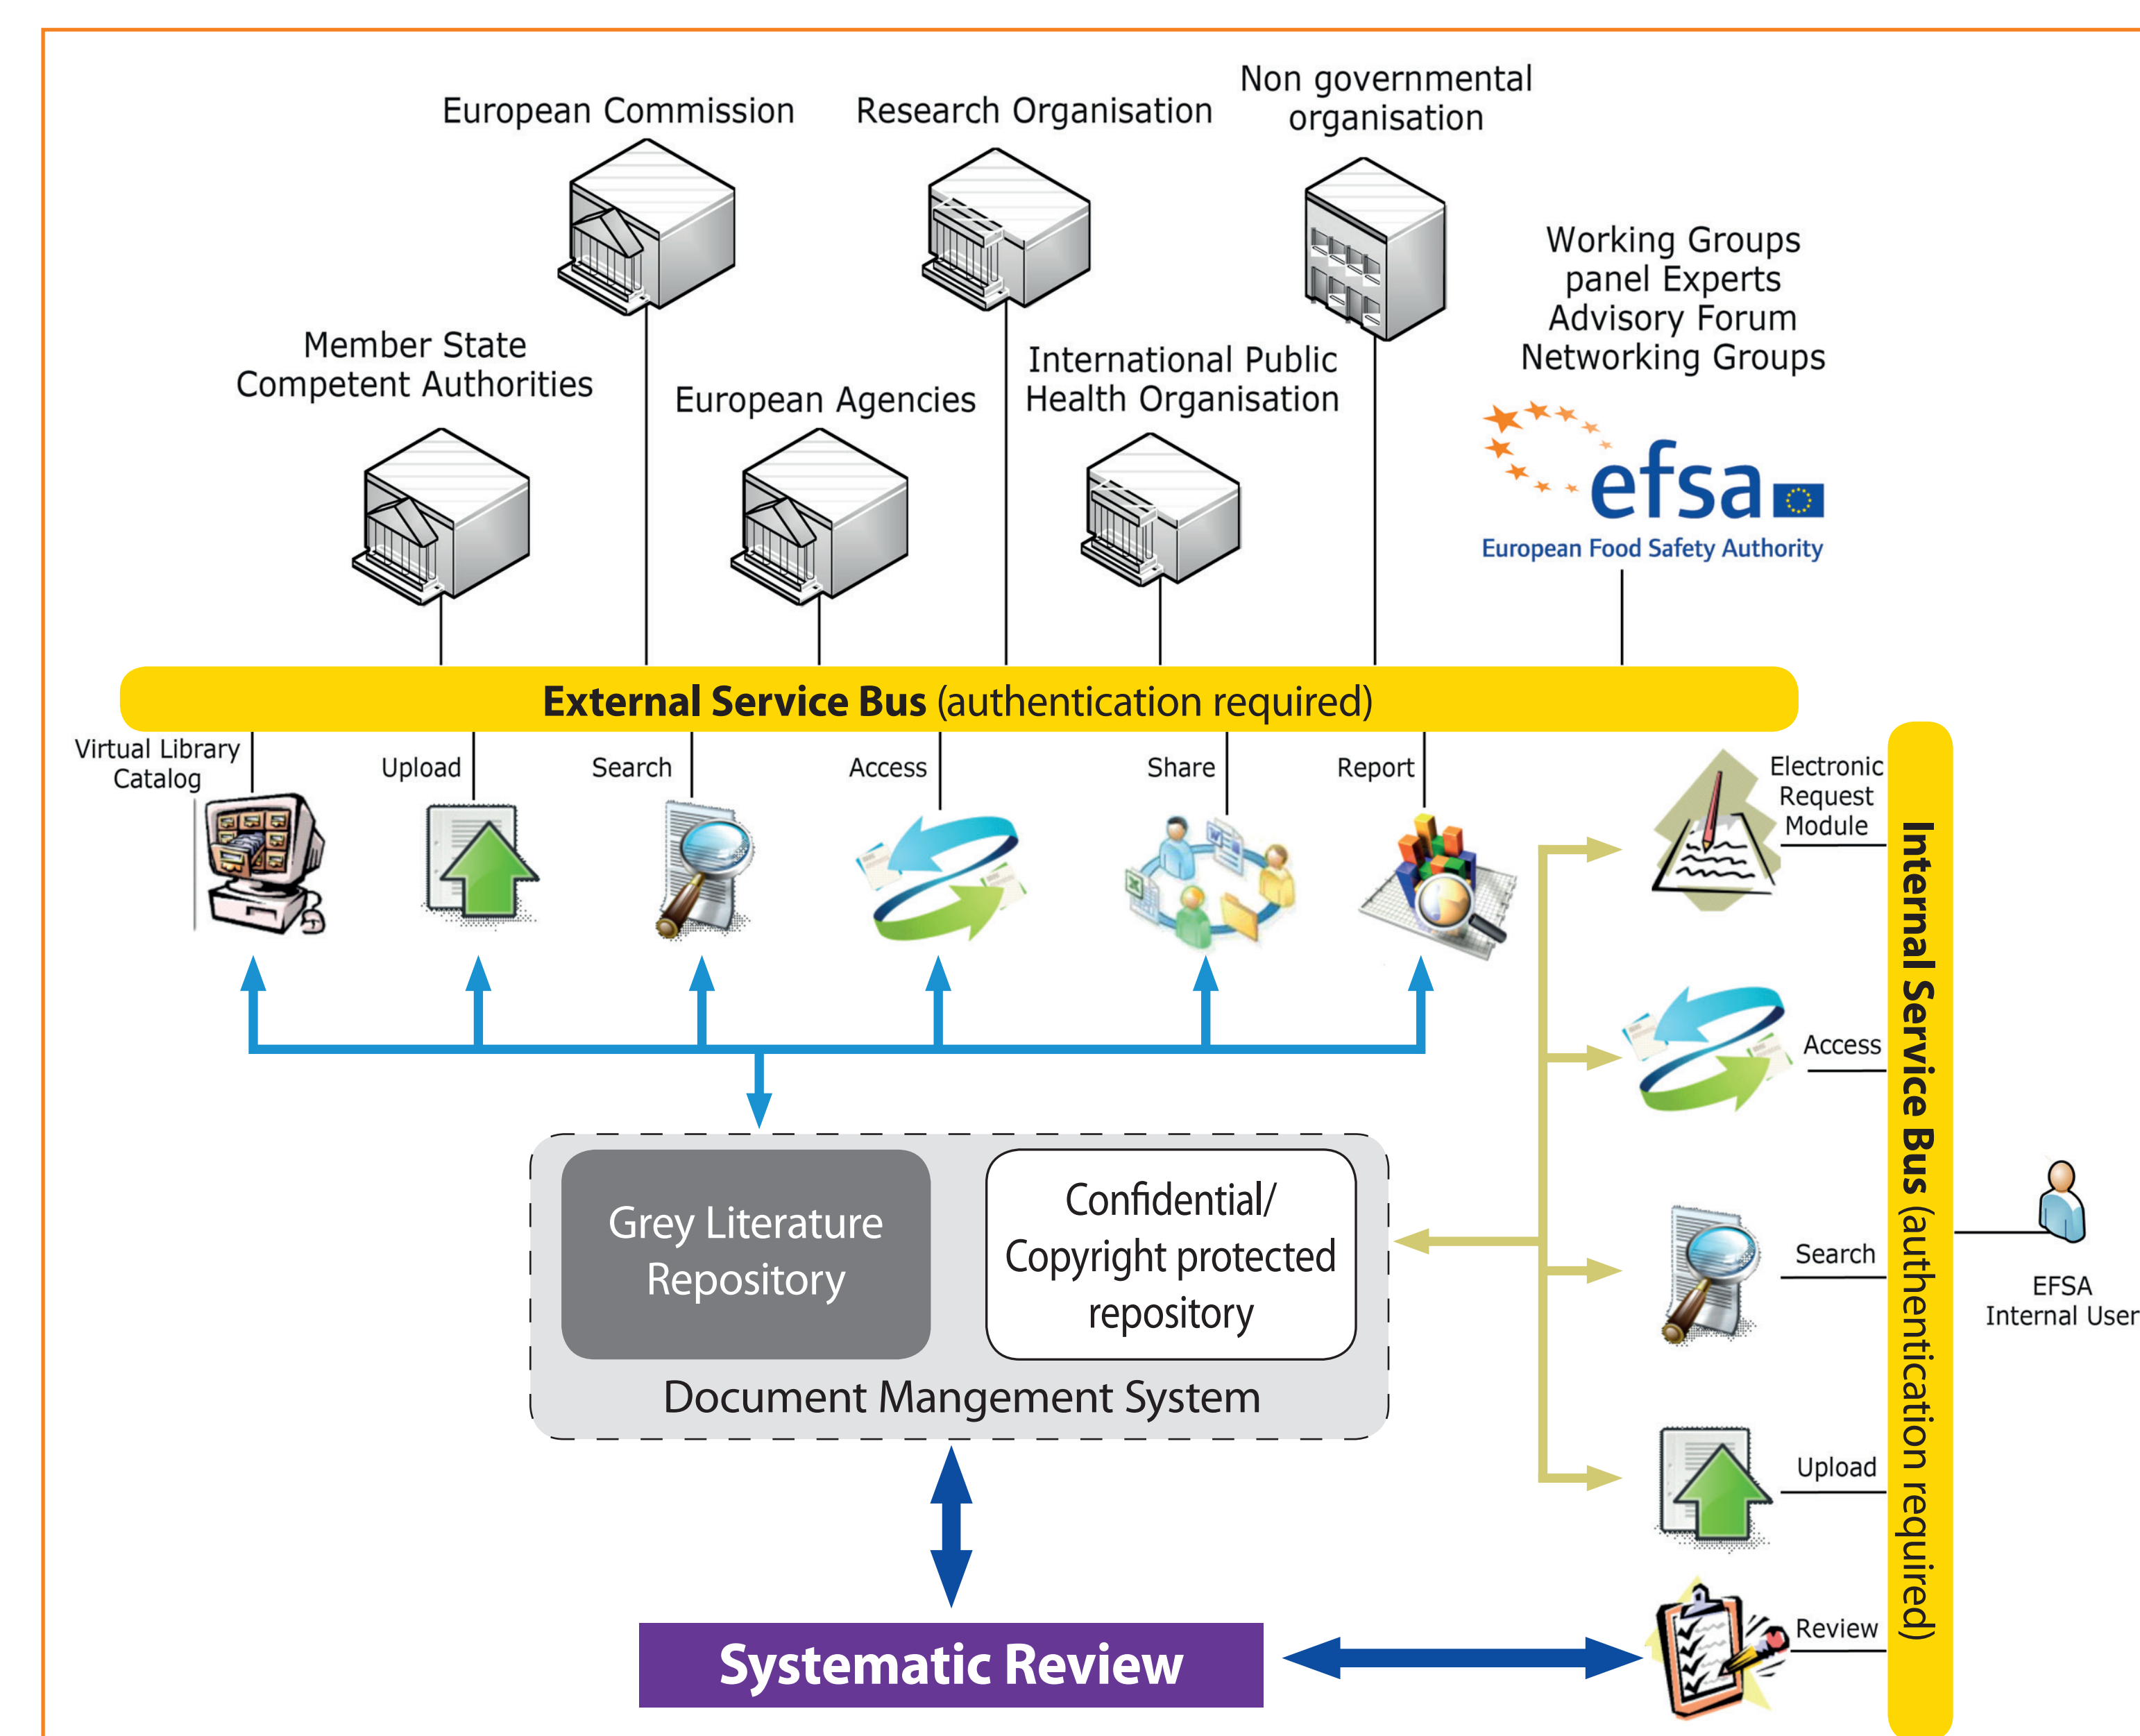 European Commission
Research Organisation
Non governmental
organisation
Working Groups
panel Experts
Advisory Forum
Networking Groups
Member State
Competent Authorities
European Agencies
International Public
Health Organisation
efsa
European Food Safety Authority
External Service Bus (authentication required)
Virtual Library
Catalog
Upload
Search
Access
Share
Report
Electronic
Request
Module
Access
Search
Upload
Review
Internal Service Bus (authentication required)
EFSA
Internal User
Grey Literature
Repository
Confidential/
Copyright protected
repository
Document Mangement System
Systematic Review